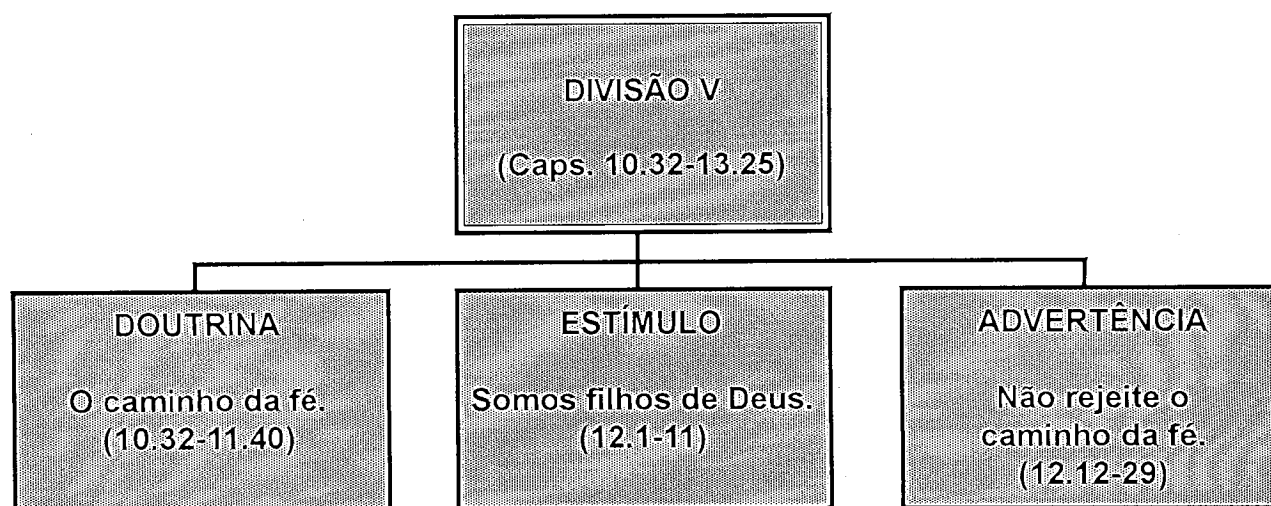 DIVISÃO V
(Caps. 10.32-13.25)
DOUTRINA
O caminho da fé.
(10.32-11.40)
ESTÍMULO
Somos filhos de Deus.
(12.1-11)
ADVERTÊNCIA
Não rejeite o
caminho da fé.
(12.12-29)